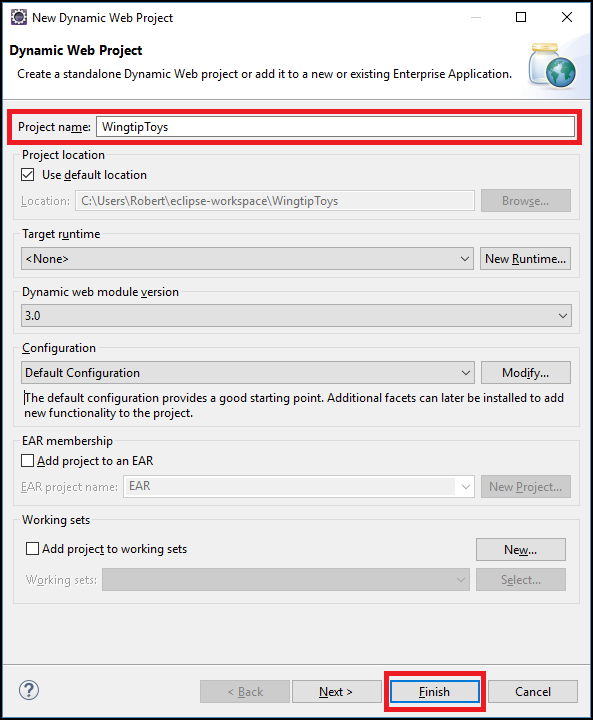 New Dynamic Web Project
Dynamic Web Project
Create a standalone Dynamic Web project or add it to a new or existing Enterprise Application.
Project name: WingtipToys
Project location
Use default location
Location: C:\Users\Robert\eclipse-workspace\WingtipToys Browse...
Target runtime
<None> New Runtime...
Dynamic web module version
3.0
Configuration
Default Configuration Modify...
The default configuration provides a good starting point. Additional facets can later be installed to add
new functionality to the project.
EAR membership
Add project to an EAR
EAR project name: EAR New Project...
Working sets
Add project to working sets New...
Working sets: Select...
? < Back Next > Finish Cancel